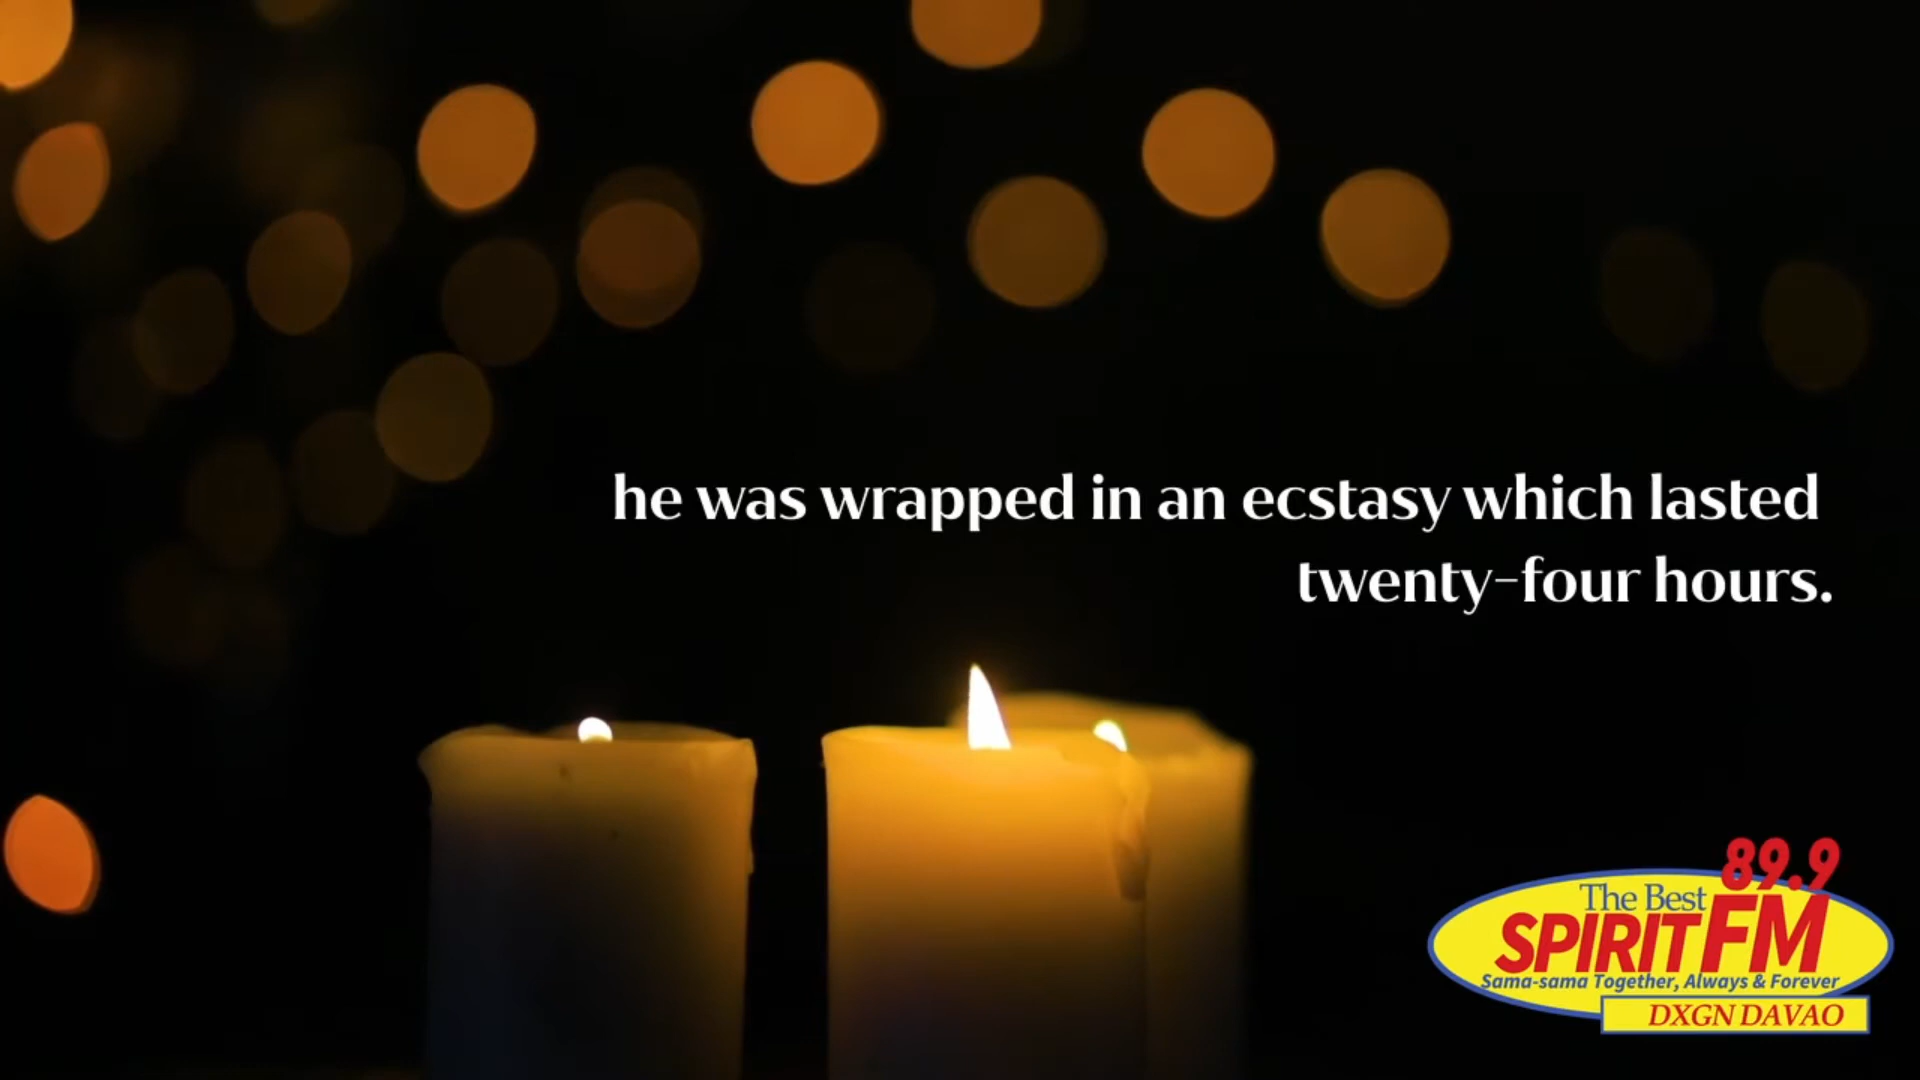 he was wrapped in an ecstasy which lasted
twenty-four hours.
89.9
The Best
SPIRIT FM
Sama-sama Together, Always & Forever
DXGN DAVAO